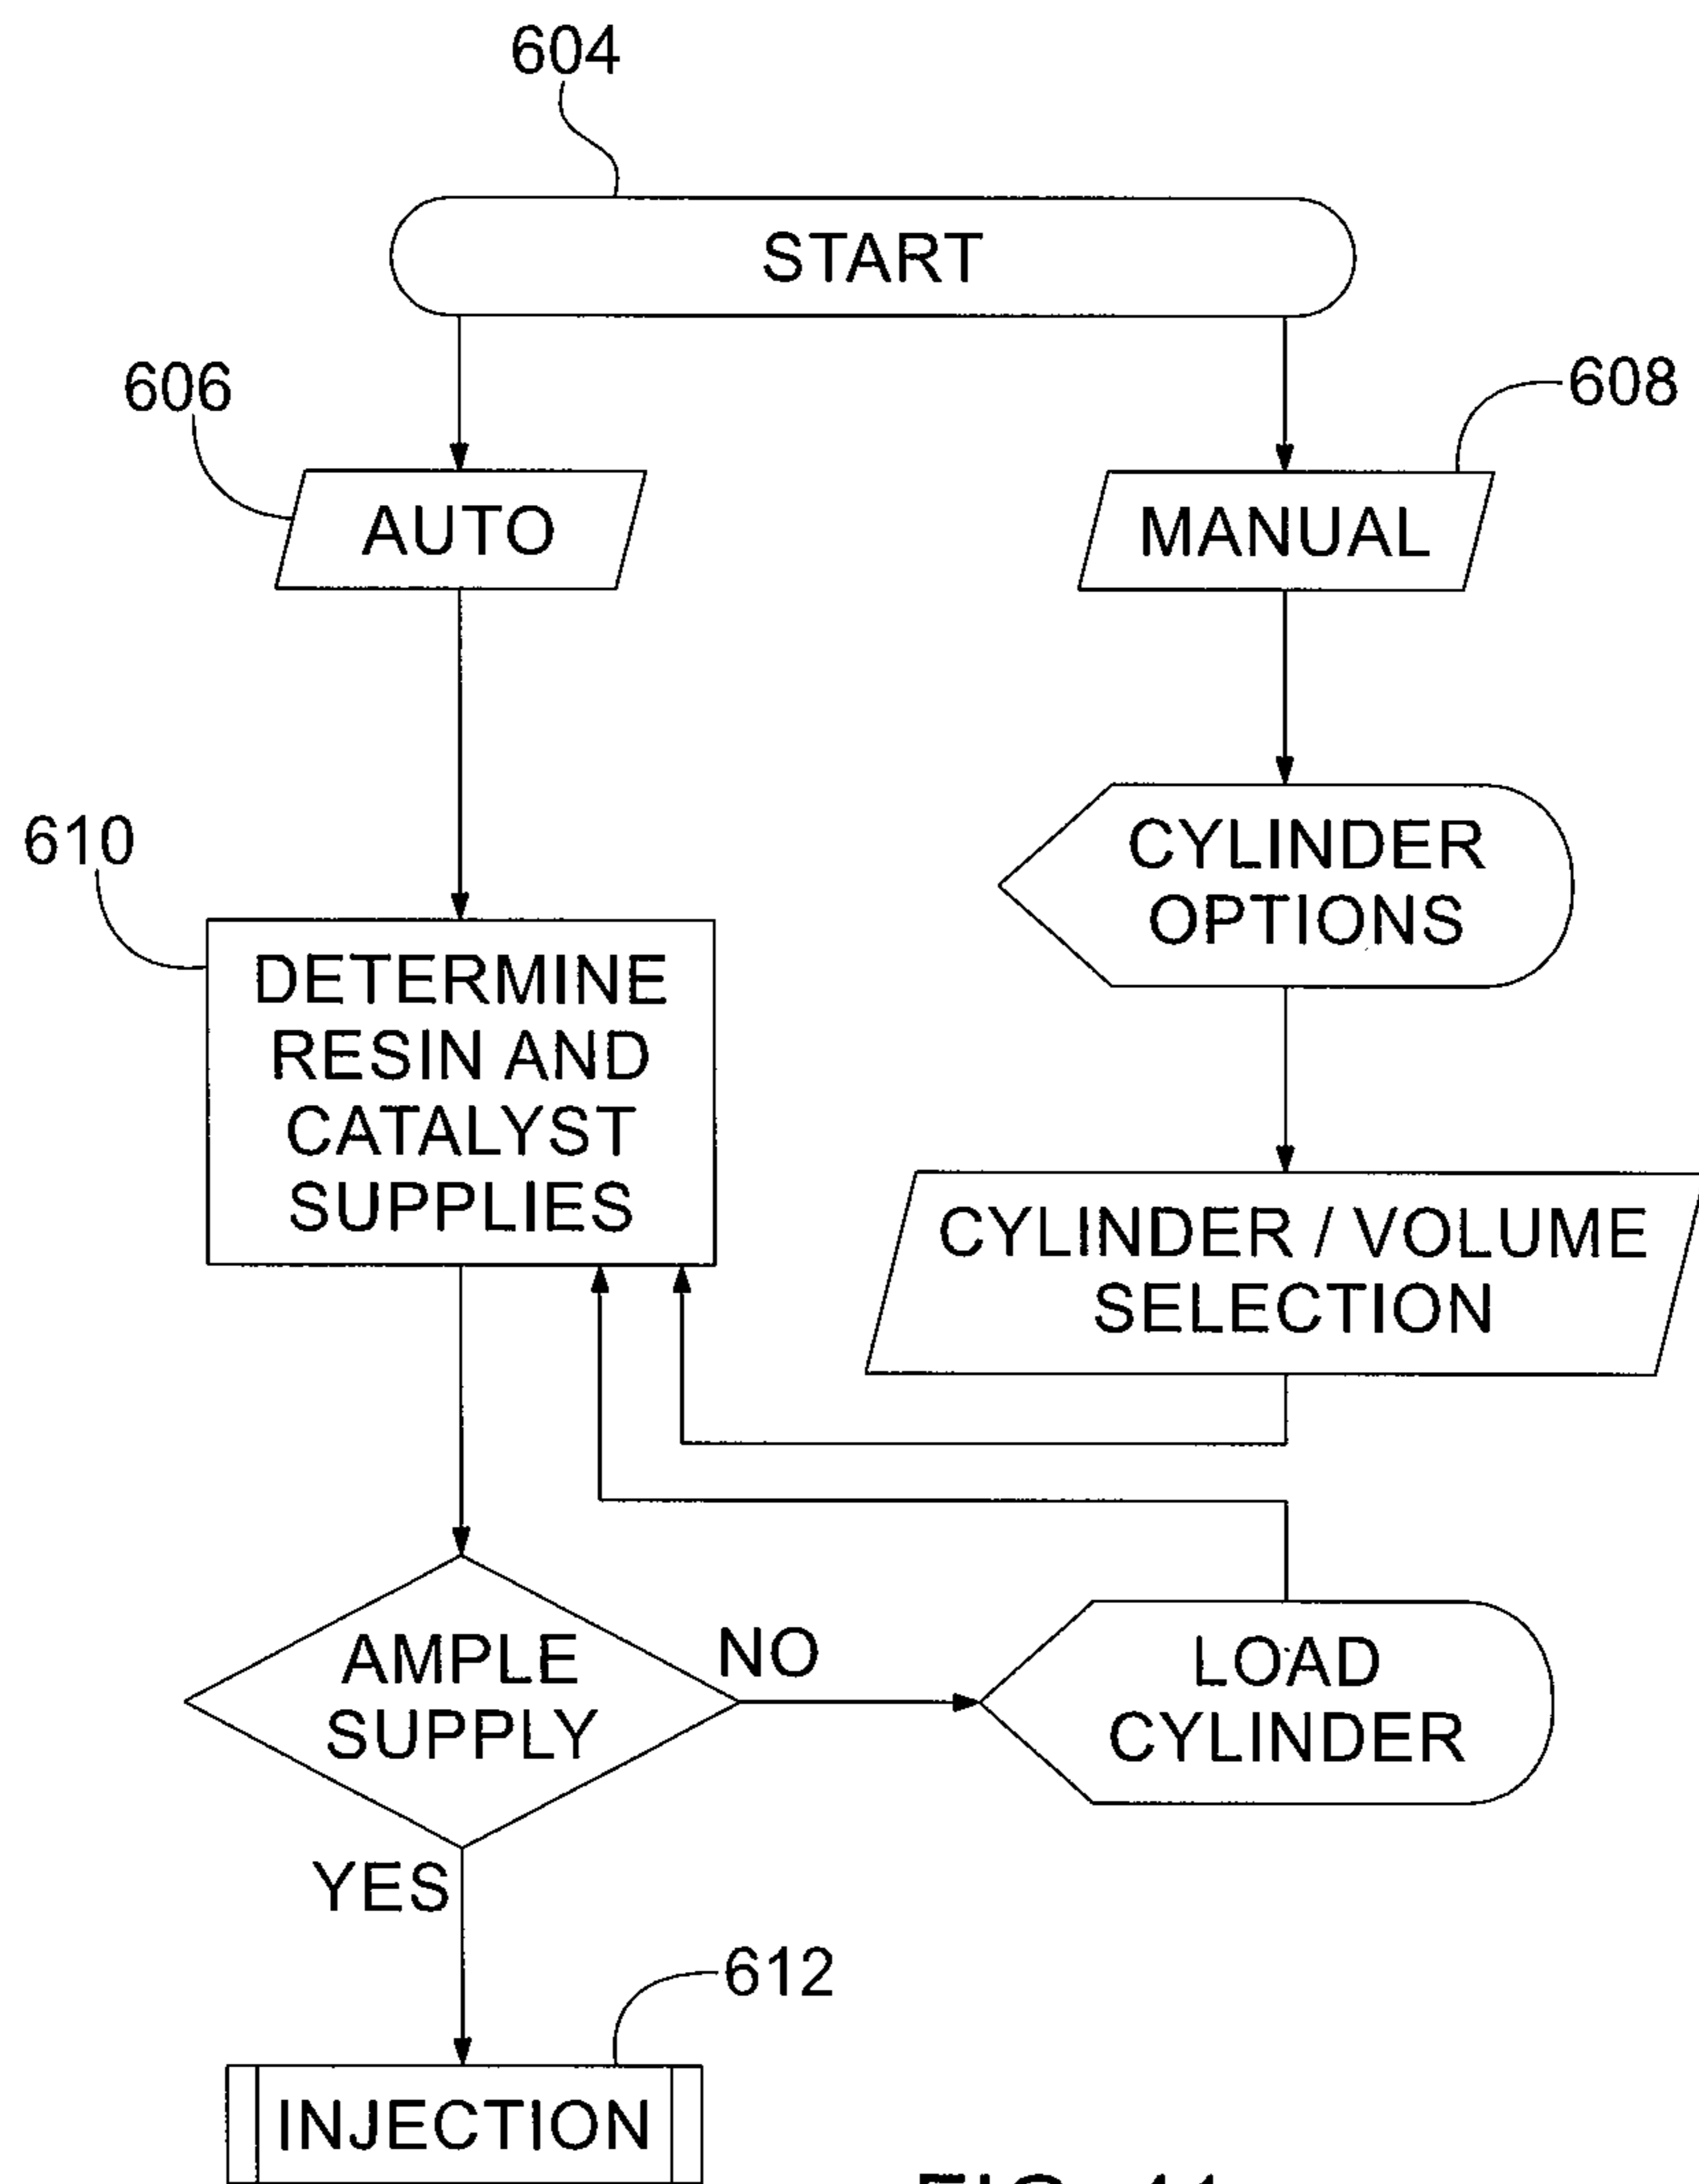 604
START
606
608
AUTO
MANUAL
610
CYLINDER
OPTIONS
DETERMINE
RESIN AND
CATALYST
SUPPLIES
CYLINDER / VOLUME
SELECTION
AMPLE
SUPPLY
NO
LOAD
CYLINDER
YES
612
INJECTION